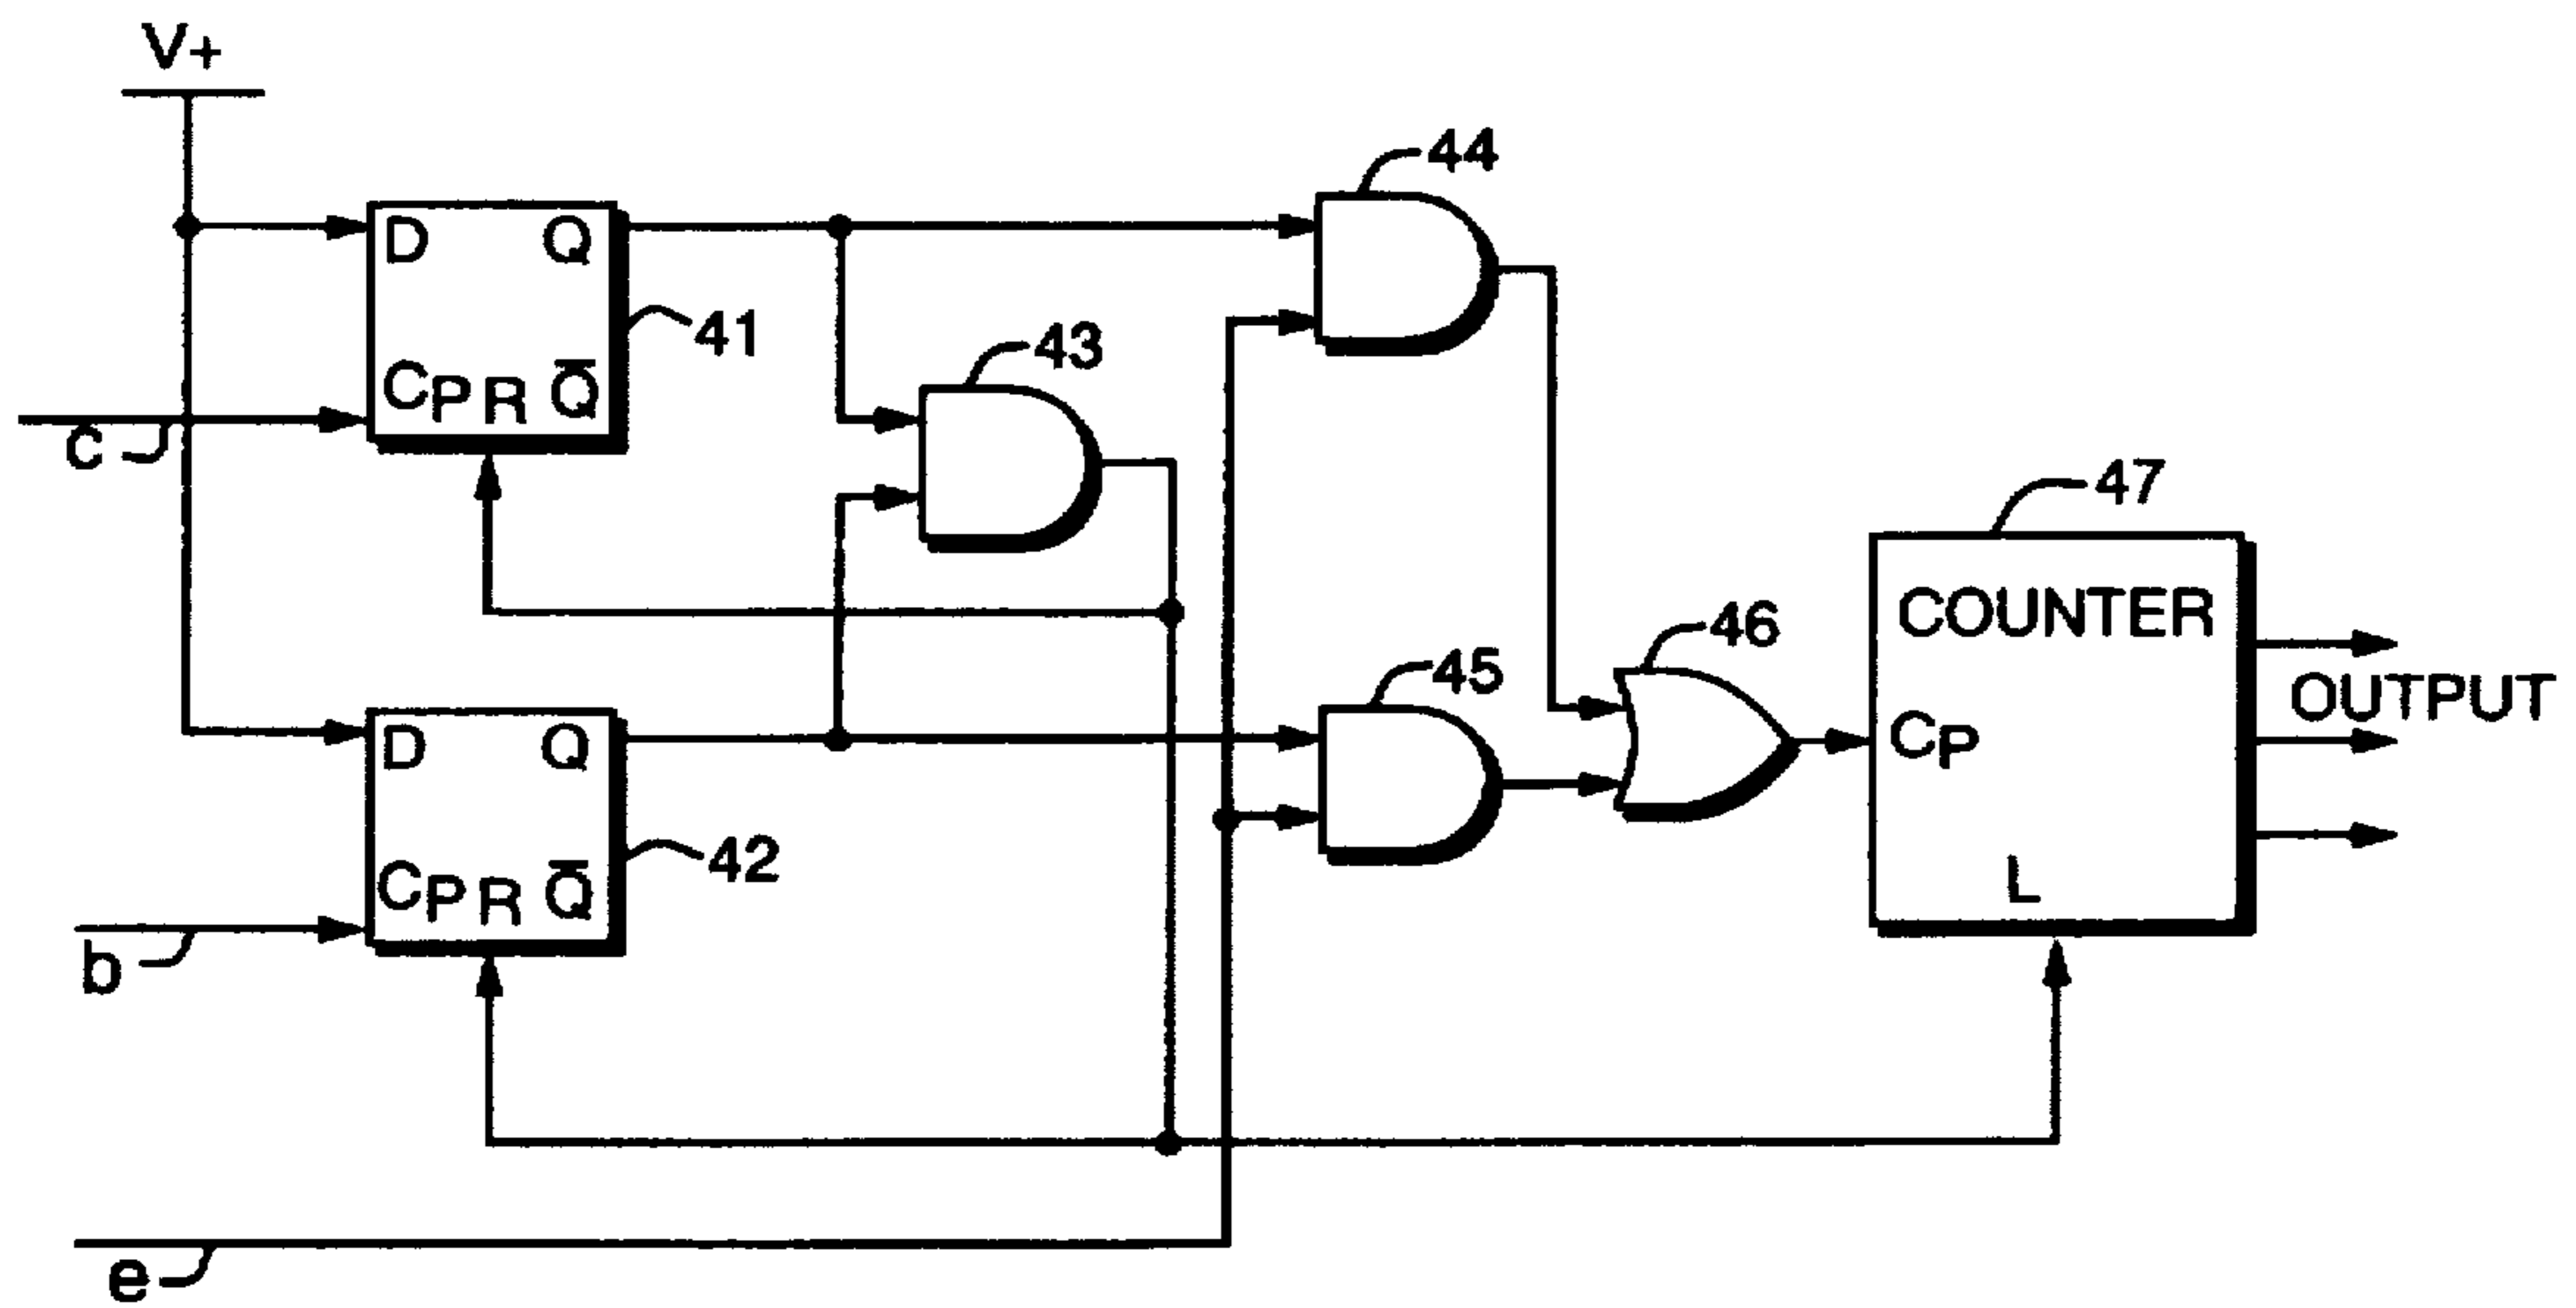 V+
44
D Q
41
43
CP R Q̅
c
47
COUNTER
46
45
OUTPUT
D Q
CP
42
CP R Q̅
L
b
e